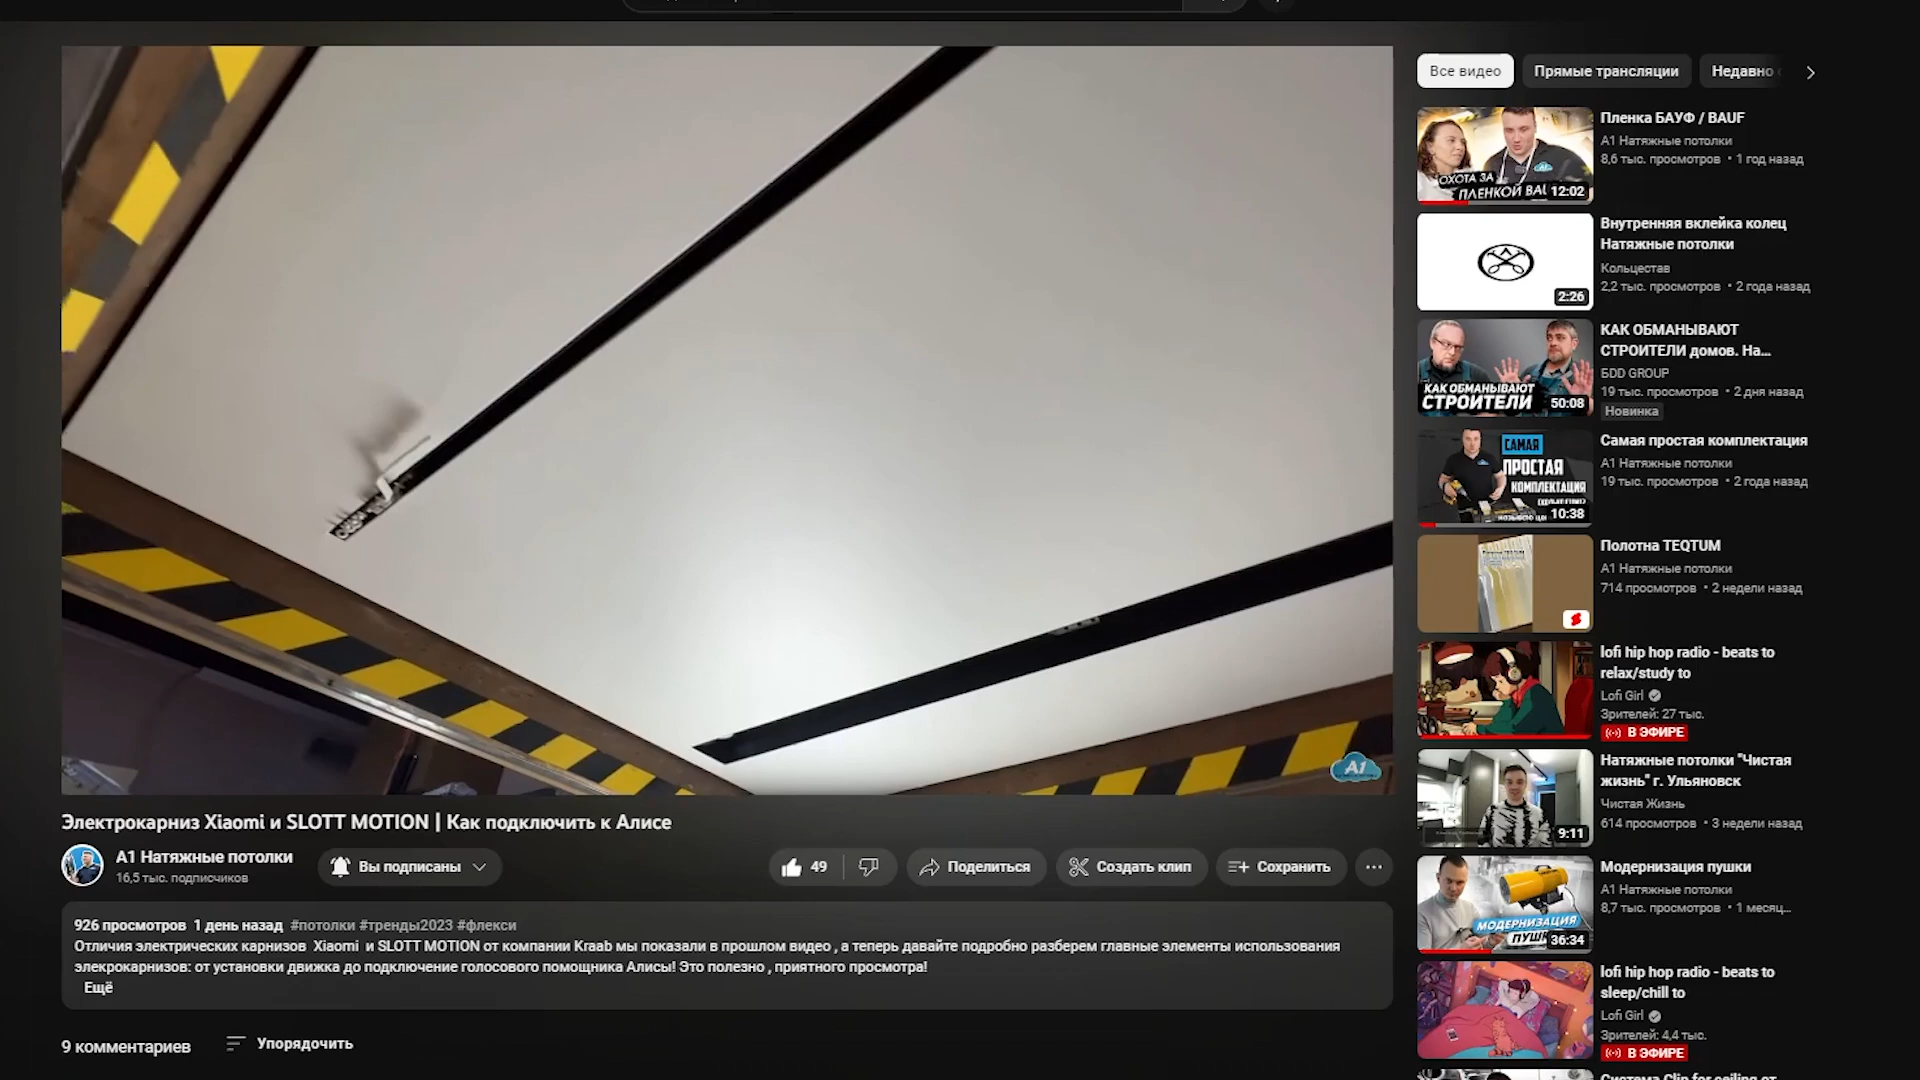 Все видео
Прямые трансляции
Недавно
A1
Электрокарниз Xiaomi и SLOTT MOTION | Как подключить к Алисе
А1 Натяжные потолки
16,5 тыс. подписчиков
Вы подписаны
49
Поделиться
Создать клип
Сохранить
926 просмотров 1 день назад #потолки #тренды2023 #флекси
Отличия электрических карнизов Xiaomi и SLOTT MOTION от компании Kraab мы показали в прошлом видео , а теперь давайте подробно разберем главные элементы использования
элекрокарнизов: от установки движка до подключение голосового помощника Алисы! Это полезно , приятного просмотра!
Ещё
9 комментариев
Упорядочить
ОХОТА ЗА
ПЛЕНКОЙ BAU
12:02
Пленка БАУФ / BAUF
А1 Натяжные потолки
8,6 тыс. просмотров • 1 год назад
2:26
Внутренняя вклейка колец
Натяжные потолки
Кольцестав
2,2 тыс. просмотров • 2 года назад
КАК ОБМАНЫВАЮТ
СТРОИТЕЛИ
50:08
КАК ОБМАНЫВАЮТ
СТРОИТЕЛИ домов. На...
БDD GROUP
19 тыс. просмотров • 2 дня назад
Новинка
САМАЯ
ПРОСТАЯ
КОМПЛЕКТАЦИЯ
10:38
Самая простая комплектация
А1 Натяжные потолки
19 тыс. просмотров • 2 года назад
Полотна TEQTUM
А1 Натяжные потолки
714 просмотров • 2 недели назад
lofi hip hop radio - beats to
relax/study to
Lofi Girl
Зрителей: 27 тыс.
В ЭФИРЕ
9:11
Натяжные потолки "Чистая
жизнь" г. Ульяновск
Чистая Жизнь
614 просмотров • 3 недели назад
МОДЕРНИЗАЦИЯ
ПУШК
36:34
Модернизация пушки
А1 Натяжные потолки
8,7 тыс. просмотров • 1 месяц...
lofi hip hop radio - beats to
sleep/chill to
Lofi Girl
Зрителей: 4,4 тыс.
В ЭФИРЕ
Система Clip for ceiling от